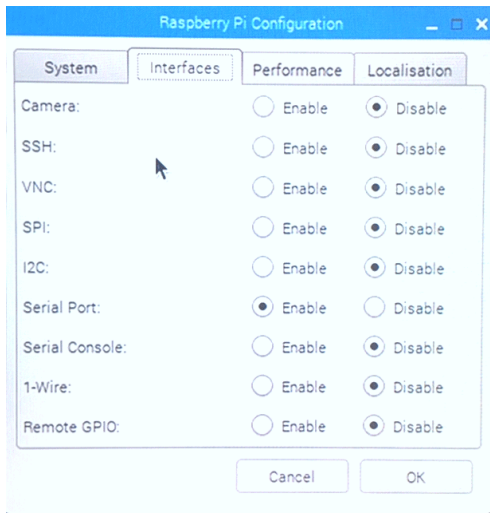 Raspberry Pi Configuration
System Interfaces Performance Localisation
Camera: Enable Disable
SSH: Enable Disable
VNC: Enable Disable
SPI: Enable Disable
I2C: Enable Disable
Serial Port: Enable Disable
Serial Console: Enable Disable
1-Wire: Enable Disable
Remote GPIO: Enable Disable
Cancel OK